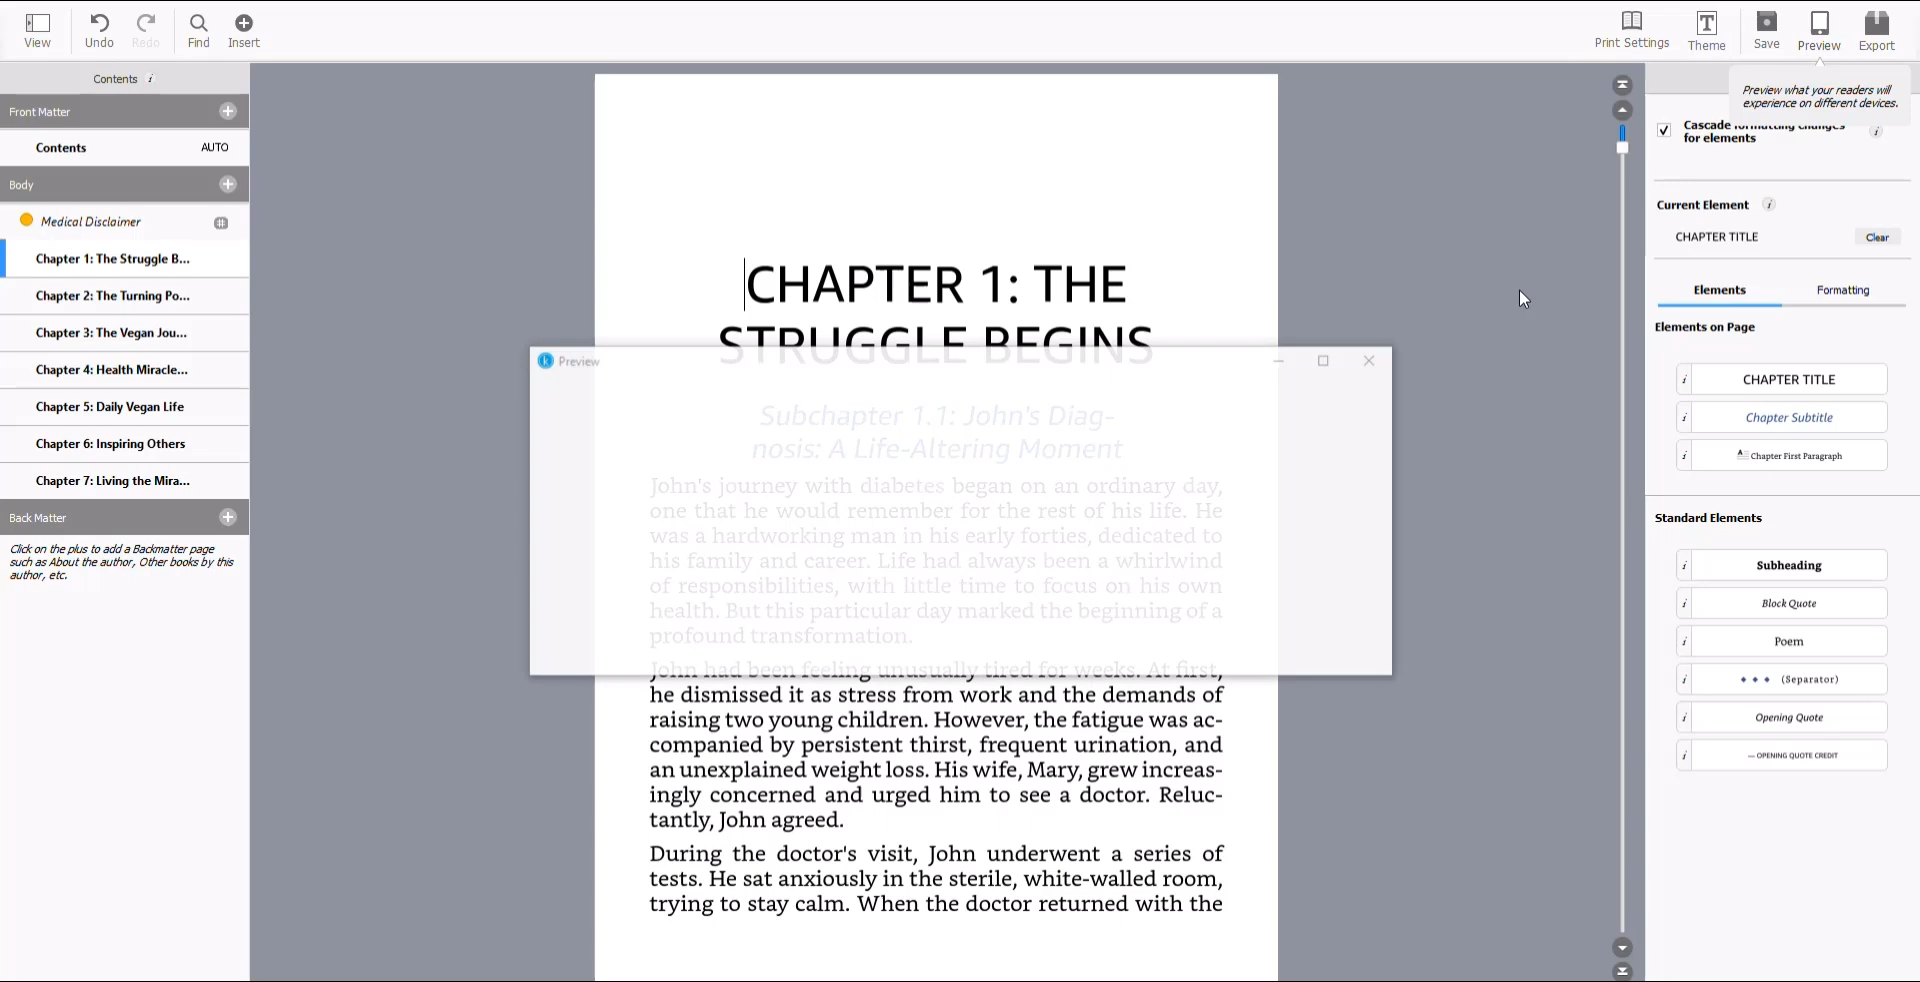 View
Undo
Redo
Find
Insert
Print Settings
Theme
Save
Preview
Export
Preview what your readers will
experience on different devices.
Contents i
Front Matter
Contents AUTO
Body
Medical Disclaimer #
Chapter 1: The Struggle B...
Chapter 2: The Turning Po...
Chapter 3: The Vegan Jou...
Chapter 4: Health Miracle...
Chapter 5: Daily Vegan Life
Chapter 6: Inspiring Others
Chapter 7: Living the Mira...
Back Matter
Click on the plus to add a Backmatter page
such as About the author, Other books by this
author, etc.
CHAPTER 1: THE
STRUGGLE BEGINS
Preview
Subchapter 1.1: John's Diag-
nosis: A Life-Altering Moment
John's journey with diabetes began on an ordinary day,
one that he would remember for the rest of his life. He
was a hardworking man in his early forties, dedicated to
his family and career. Life had always been a whirlwind
of responsibilities, with little time to focus on his own
health. But this particular day marked the beginning of a
profound transformation.
John had been feeling unusually tired for weeks. At first,
he dismissed it as stress from work and the demands of
raising two young children. However, the fatigue was ac-
companied by persistent thirst, frequent urination, and
an unexplained weight loss. His wife, Mary, grew increas-
ingly concerned and urged him to see a doctor. Reluc-
tantly, John agreed.
During the doctor's visit, John underwent a series of
tests. He sat anxiously in the sterile, white-walled room,
trying to stay calm. When the doctor returned with the
Cascade formatting changes i
for elements
Current Element i
CHAPTER TITLE Clear
Elements Formatting
Elements on Page
i CHAPTER TITLE
i Chapter Subtitle
i Chapter First Paragraph
Standard Elements
i Subheading
i Block Quote
i Poem
i (Separator)
i Opening Quote
i — OPENING QUOTE CREDIT